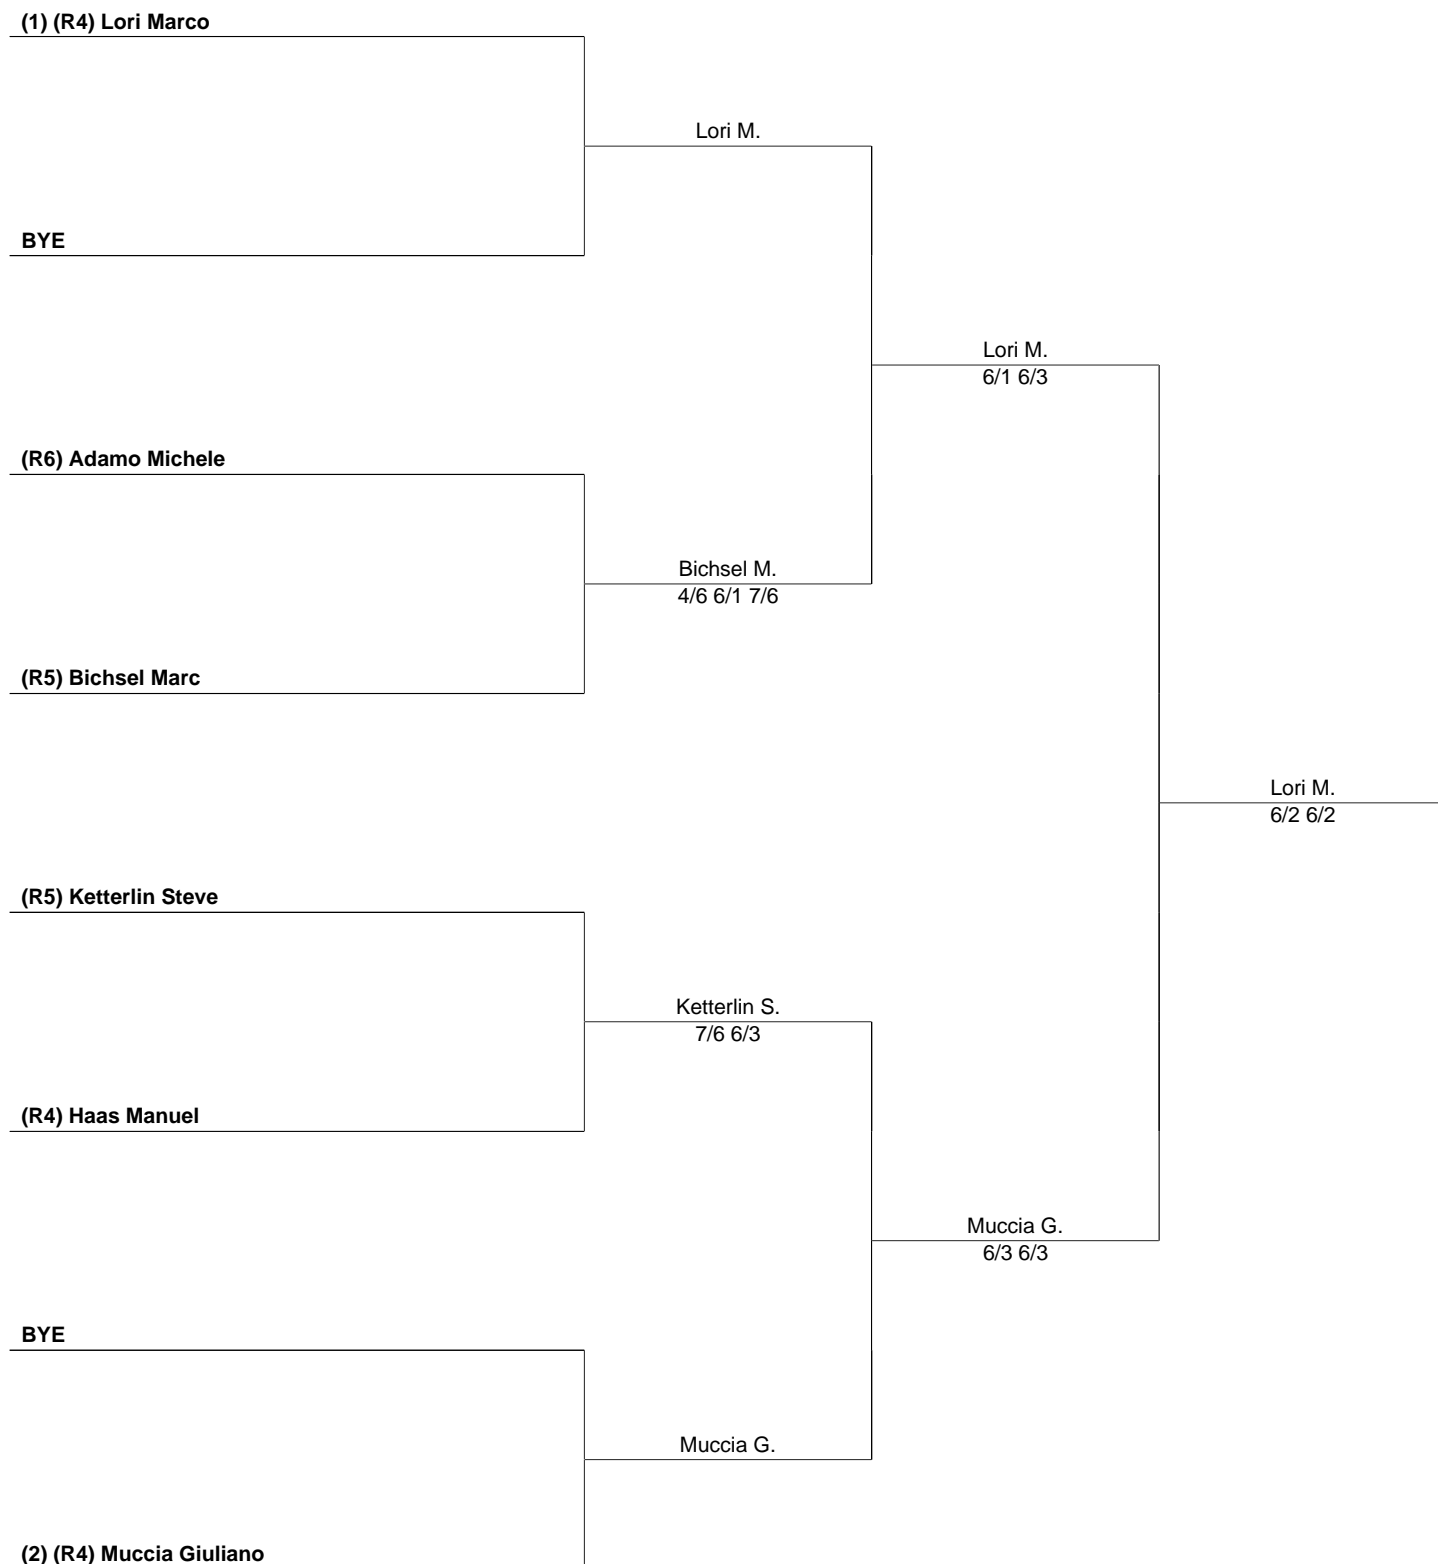 (1) (R4) Lori Marco
Lori M.
BYE
Lori M.
6/1 6/3
(R6) Adamo Michele
Bichsel M.
4/6 6/1 7/6
(R5) Bichsel Marc
Lori M.
6/2 6/2
(R5) Ketterlin Steve
Ketterlin S.
7/6 6/3
(R4) Haas Manuel
Muccia G.
6/3 6/3
BYE
Muccia G.
(2) (R4) Muccia Giuliano